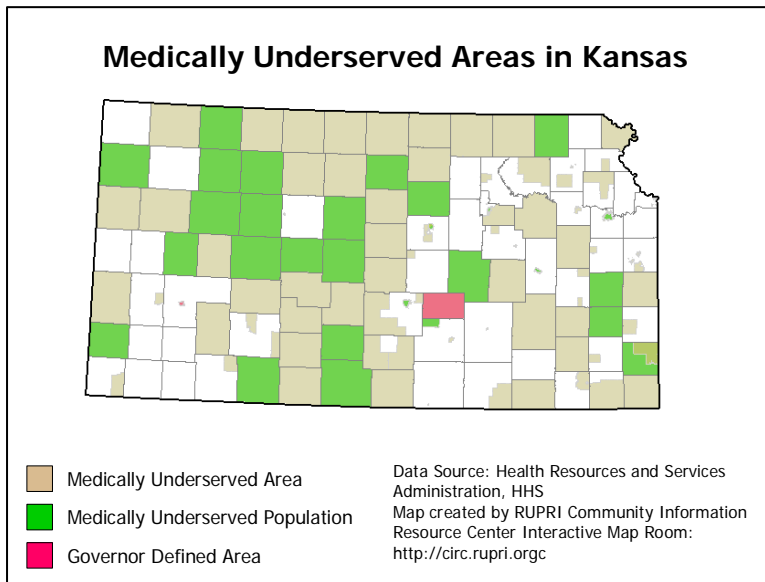 Medically Underserved Areas in Kansas
Medically Underserved Area
Medically Underserved Population
Governor Defined Area
Data Source: Health Resources and Services
Administration, HHS
Map created by RUPRI Community Information
Resource Center Interactive Map Room:
http://circ.rupri.orgc